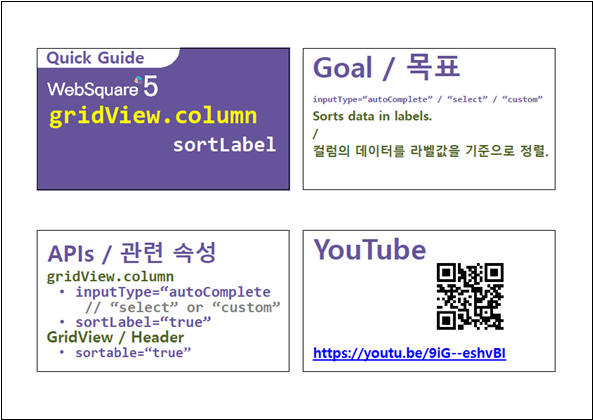 Quick Guide
WebSquare 5
gridView.column
sortLabel
Goal / 목표
inputType=“autoComplete” / “select” / “custom”
Sorts data in labels.
/
컬럼의 데이터를 라벨값을 기준으로 정렬.
APIs / 관련 속성
gridView.column
• inputType=“autoComplete
// “select” or “custom”
• sortLabel=“true”
GridView / Header
• sortable=“true”
YouTube
https://youtu.be/9iG--eshvBI